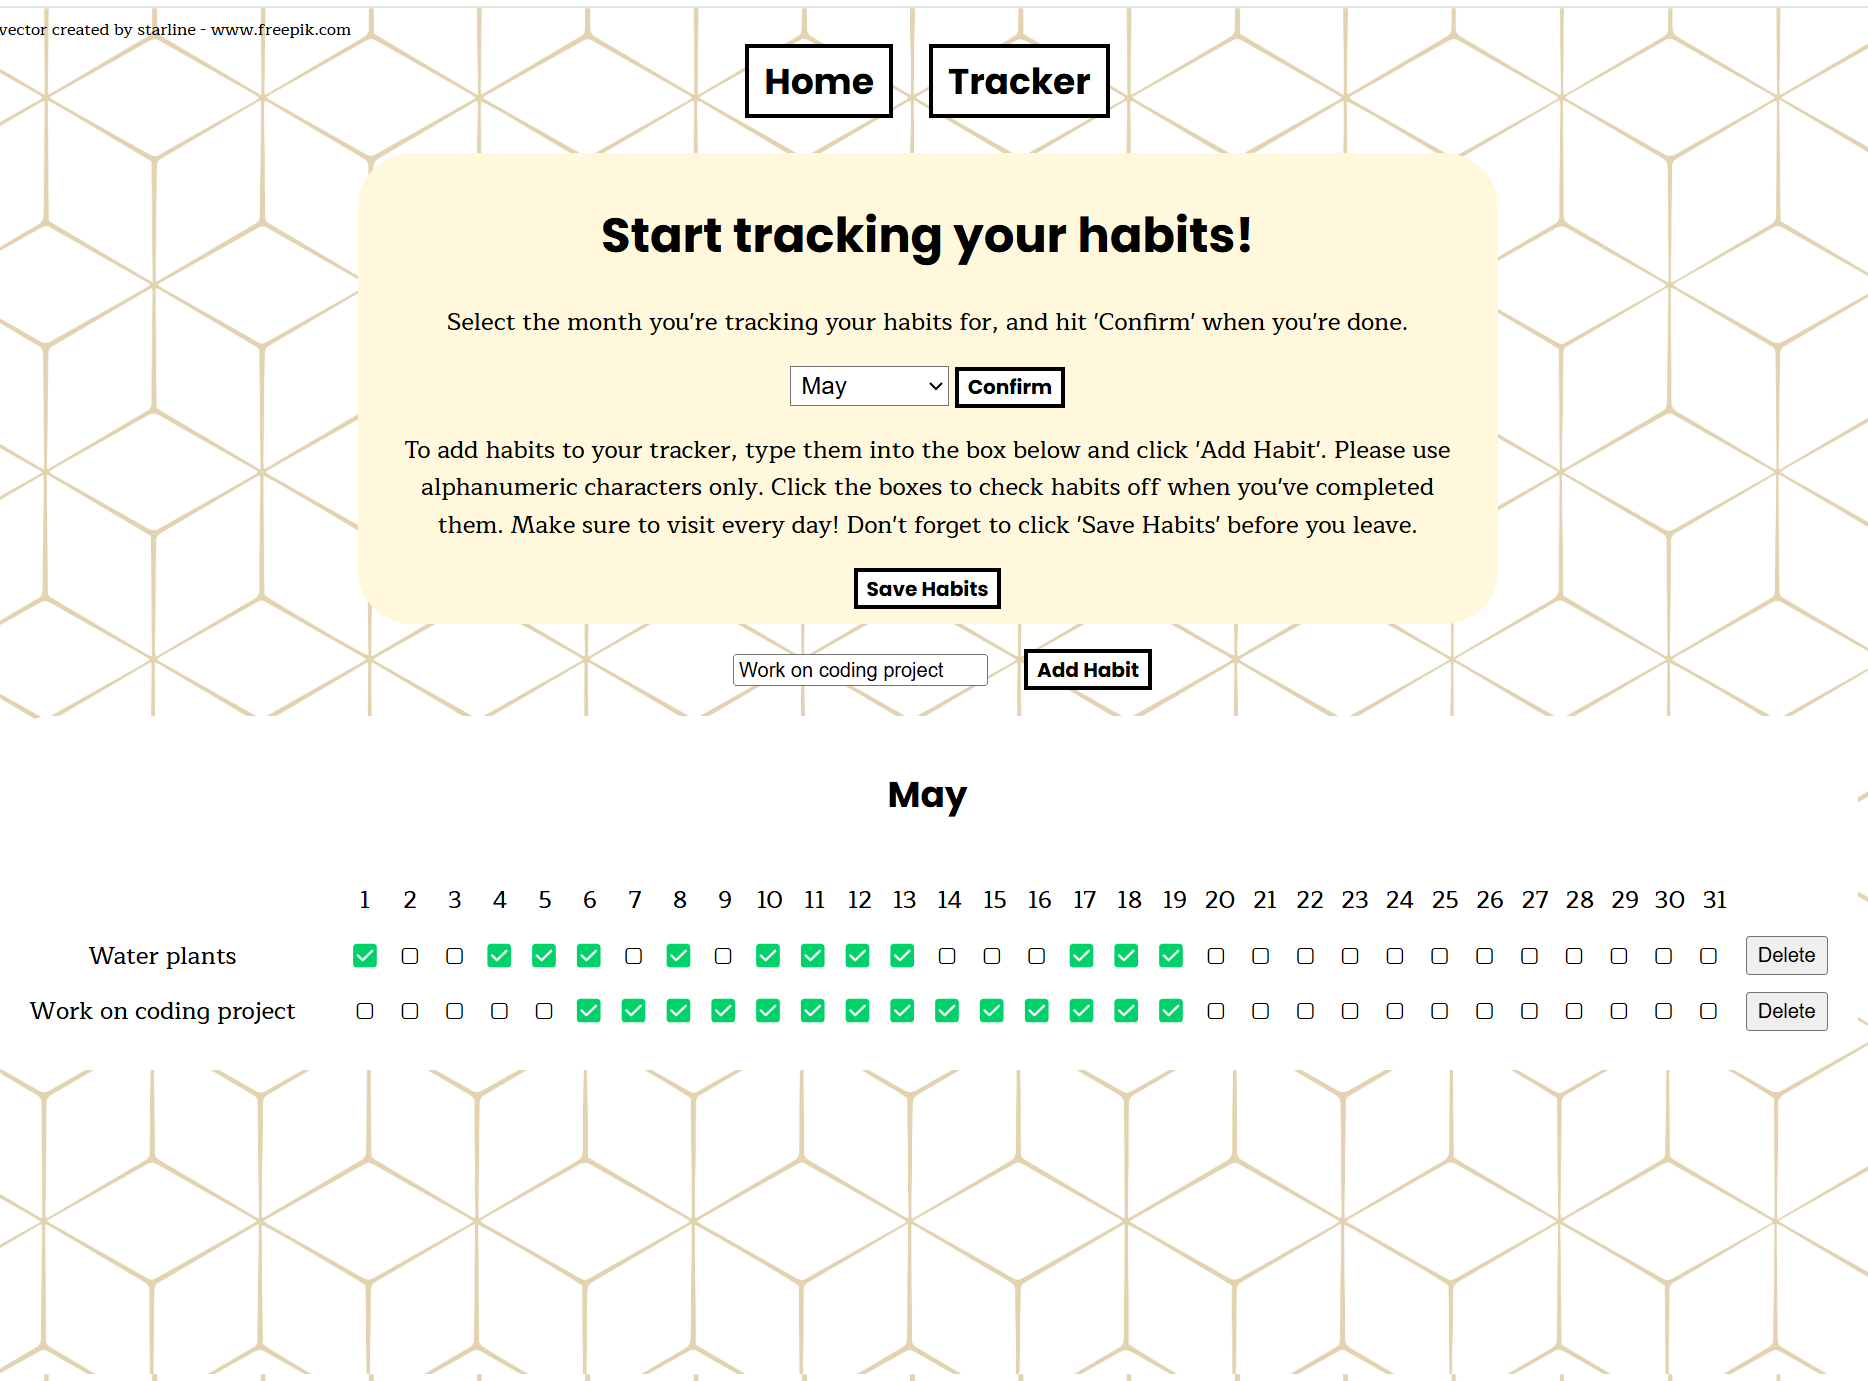 vector created by starline - www.freepik.com
Home Tracker
Start tracking your habits!
Select the month you're tracking your habits for, and hit 'Confirm' when you're done.
May Confirm
To add habits to your tracker, type them into the box below and click 'Add Habit'. Please use
alphanumeric characters only. Click the boxes to check habits off when you've completed
them. Make sure to visit every day! Don't forget to click 'Save Habits' before you leave.
Save Habits
Work on coding project Add Habit
May
1 2 3 4 5 6 7 8 9 10 11 12 13 14 15 16 17 18 19 20 21 22 23 24 25 26 27 28 29 30 31
Water plants Delete
Work on coding project Delete